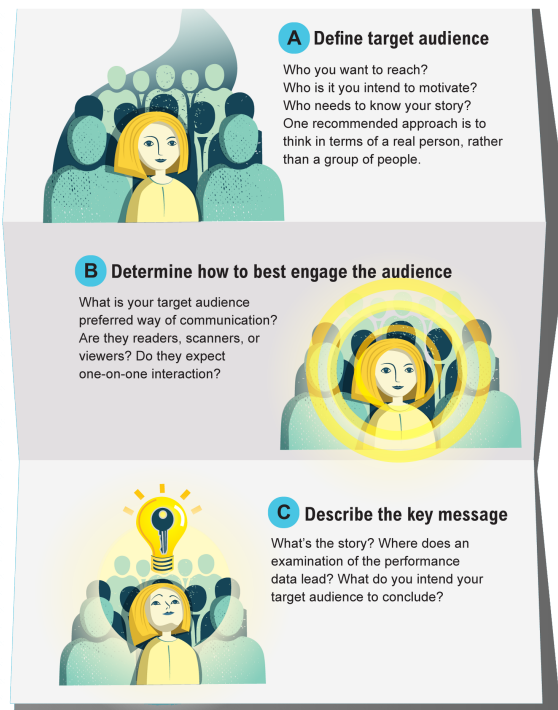 A Define target audience
Who you want to reach?
Who is it you intend to motivate?
Who needs to know your story?
One recommended approach is to
think in terms of a real person, rather
than a group of people.
B Determine how to best engage the audience
What is your target audience
preferred way of communication?
Are they readers, scanners, or
viewers? Do they expect
one-on-one interaction?
C Describe the key message
What's the story? Where does an
examination of the performance
data lead? What do you intend your
target audience to conclude?